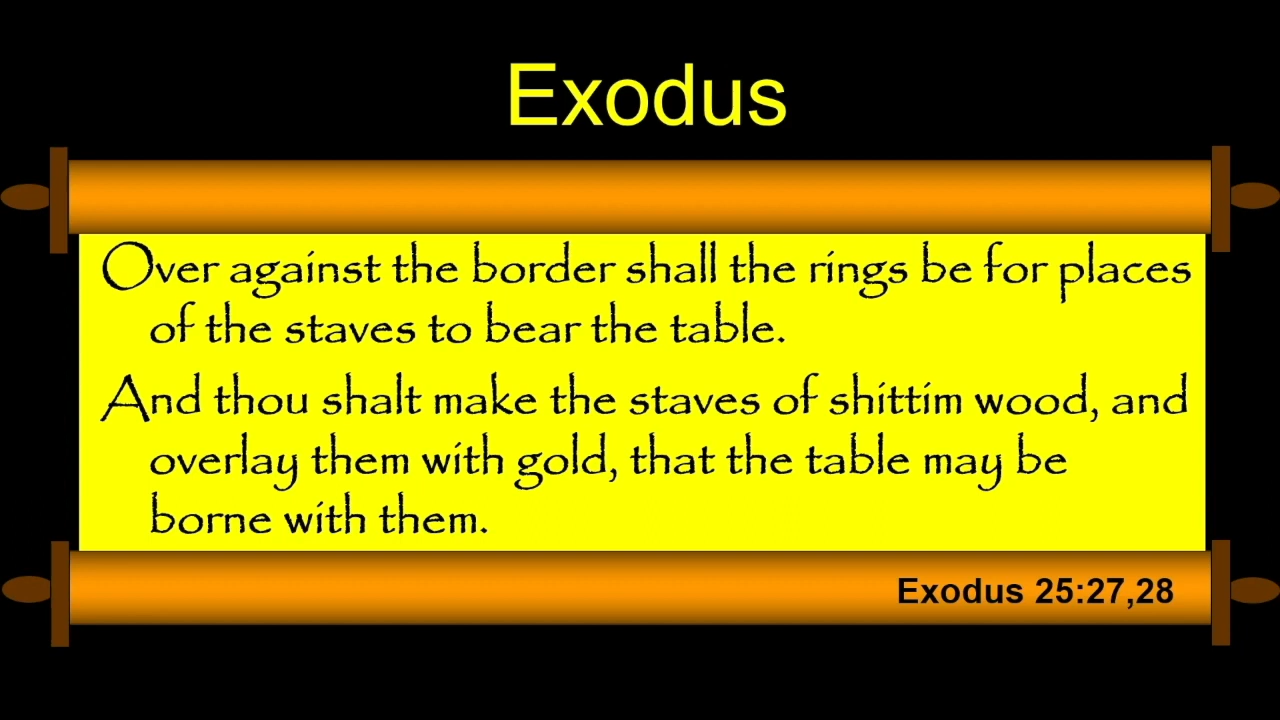 Exodus
Over against the border shall the rings be for places
of the staves to bear the table.
And thou shalt make the staves of shittim wood, and
overlay them with gold, that the table may be
borne with them.
Exodus 25:27,28